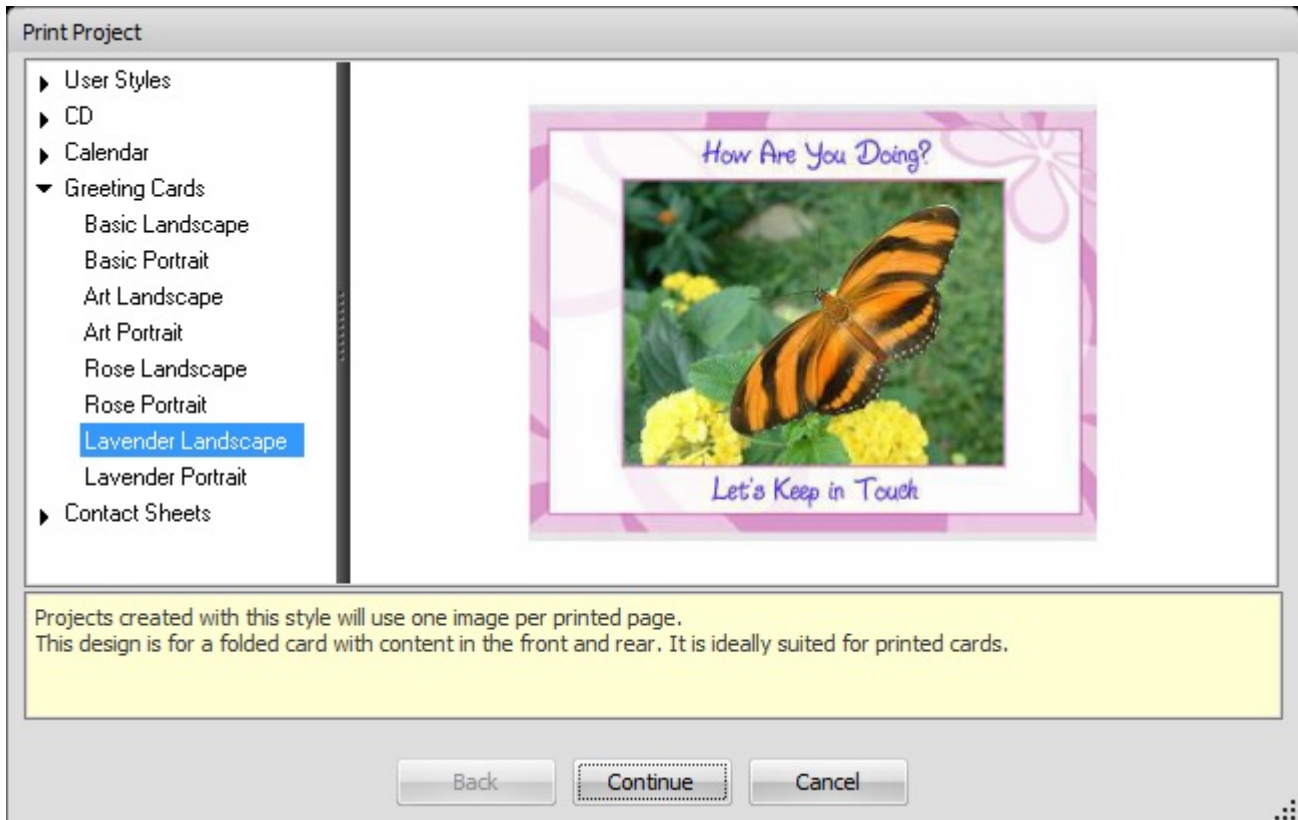 Print Project
User Styles
CD
Calendar
Greeting Cards
Basic Landscape
Basic Portrait
Art Landscape
Art Portrait
Rose Landscape
Rose Portrait
Lavender Landscape
Lavender Portrait
Contact Sheets
How Are You Doing?
Let's Keep in Touch
Projects created with this style will use one image per printed page.
This design is for a folded card with content in the front and rear. It is ideally suited for printed cards.
Back
Continue
Cancel